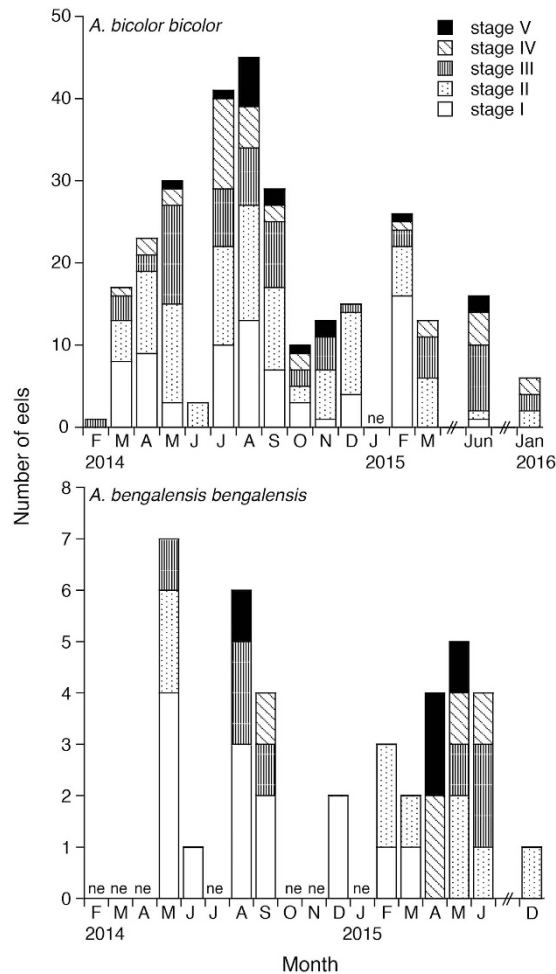 A. bicolor bicolor
stage V
stage IV
stage III
stage II
stage I
50
40
30
20
10
0
ne
F M A M J J A S O N D J F M Jun Jan
2014 2015 2016
Number of eels
A. bengalensis bengalensis
8
7
6
5
4
3
2
1
0
ne ne ne ne ne ne ne
F M A M J J A S O N D J F M A M J D
2014 2015
Month